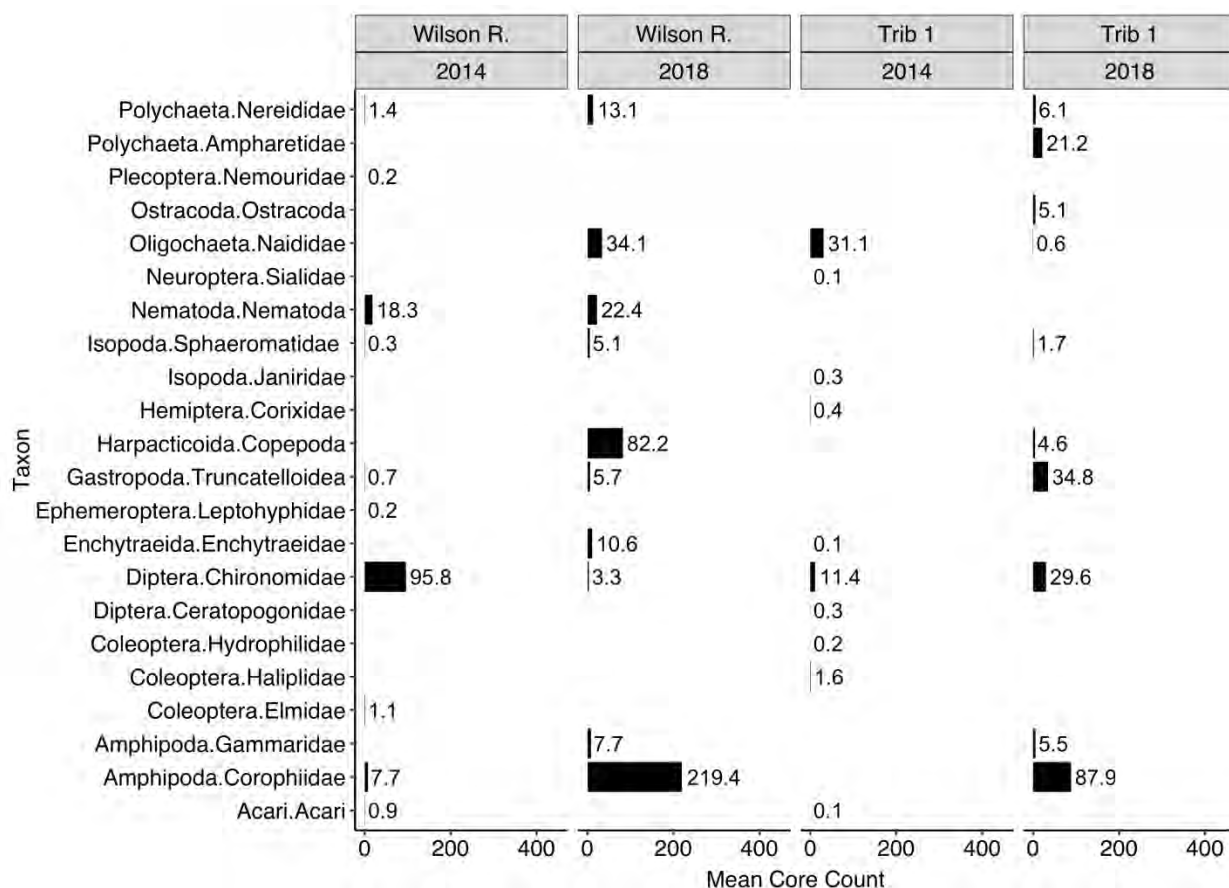 Wilson R. Wilson R. Trib 1 Trib 1
2014 2018 2014 2018
Taxon
Polychaeta.Nereididae 1.4 13.1 6.1
Polychaeta.Ampharetidae 21.2
Plecoptera.Nemouridae 0.2
Ostracoda.Ostracoda 5.1
Oligochaeta.Naididae 34.1 31.1 0.6
Neuroptera.Sialidae 0.1
Nematoda.Nematoda 18.3 22.4
Isopoda.Sphaeromatidae 0.3 5.1 1.7
Isopoda.Janiridae 0.3
Hemiptera.Corixidae 0.4
Harpacticoida.Copepoda 82.2 4.6
Gastropoda.Truncatelloidea 0.7 5.7 34.8
Ephemeroptera.Leptohyphidae 0.2
Enchytraeida.Enchytraeidae 10.6 0.1
Diptera.Chironomidae 95.8 3.3 11.4 29.6
Diptera.Ceratopogonidae 0.3
Coleoptera.Hydrophilidae 0.2
Coleoptera.Haliplidae 1.6
Coleoptera.Elmidae 1.1
Amphipoda.Gammaridae 7.7 5.5
Amphipoda.Corophiidae 7.7 219.4 87.9
Acari.Acari 0.9 0.1
0 200 400 0 200 400 0 200 400 0 200 400
Mean Core Count